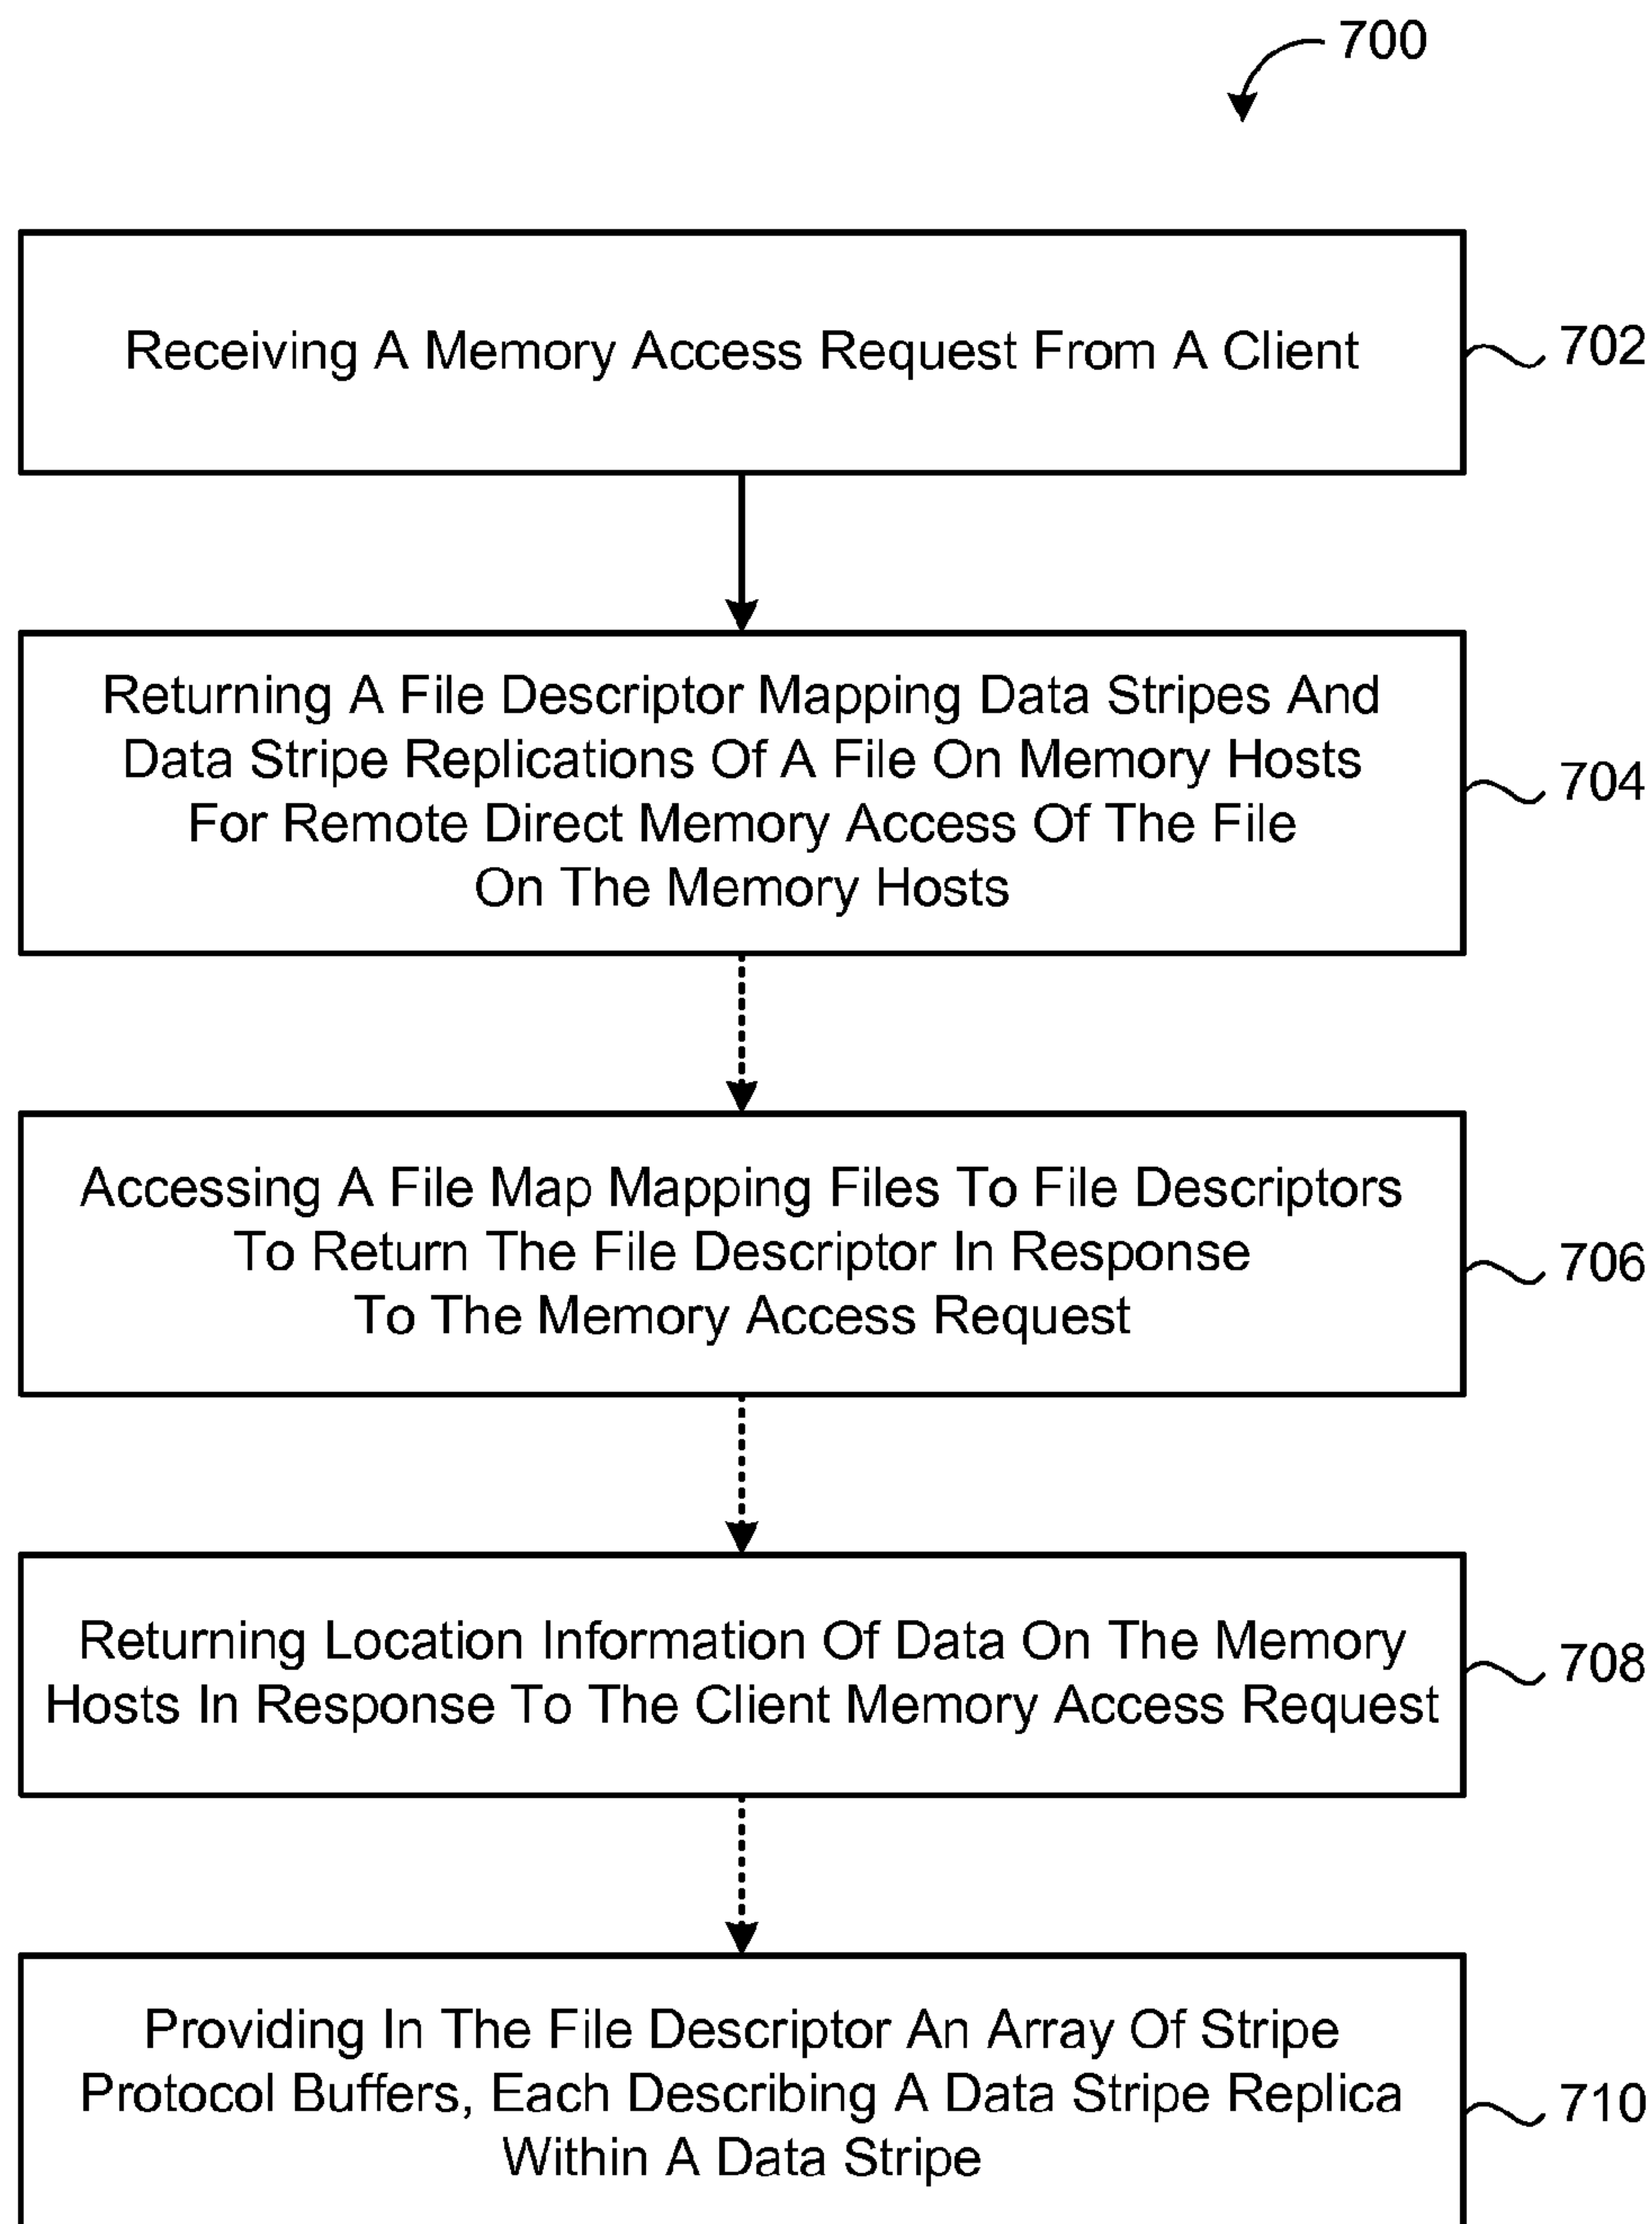 700
Receiving A Memory Access Request From A Client
702
Returning A File Descriptor Mapping Data Stripes And
Data Stripe Replications Of A File On Memory Hosts
For Remote Direct Memory Access Of The File
On The Memory Hosts
704
Accessing A File Map Mapping Files To File Descriptors
To Return The File Descriptor In Response
To The Memory Access Request
706
Returning Location Information Of Data On The Memory
Hosts In Response To The Client Memory Access Request
708
Providing In The File Descriptor An Array Of Stripe
Protocol Buffers, Each Describing A Data Stripe Replica
Within A Data Stripe
710